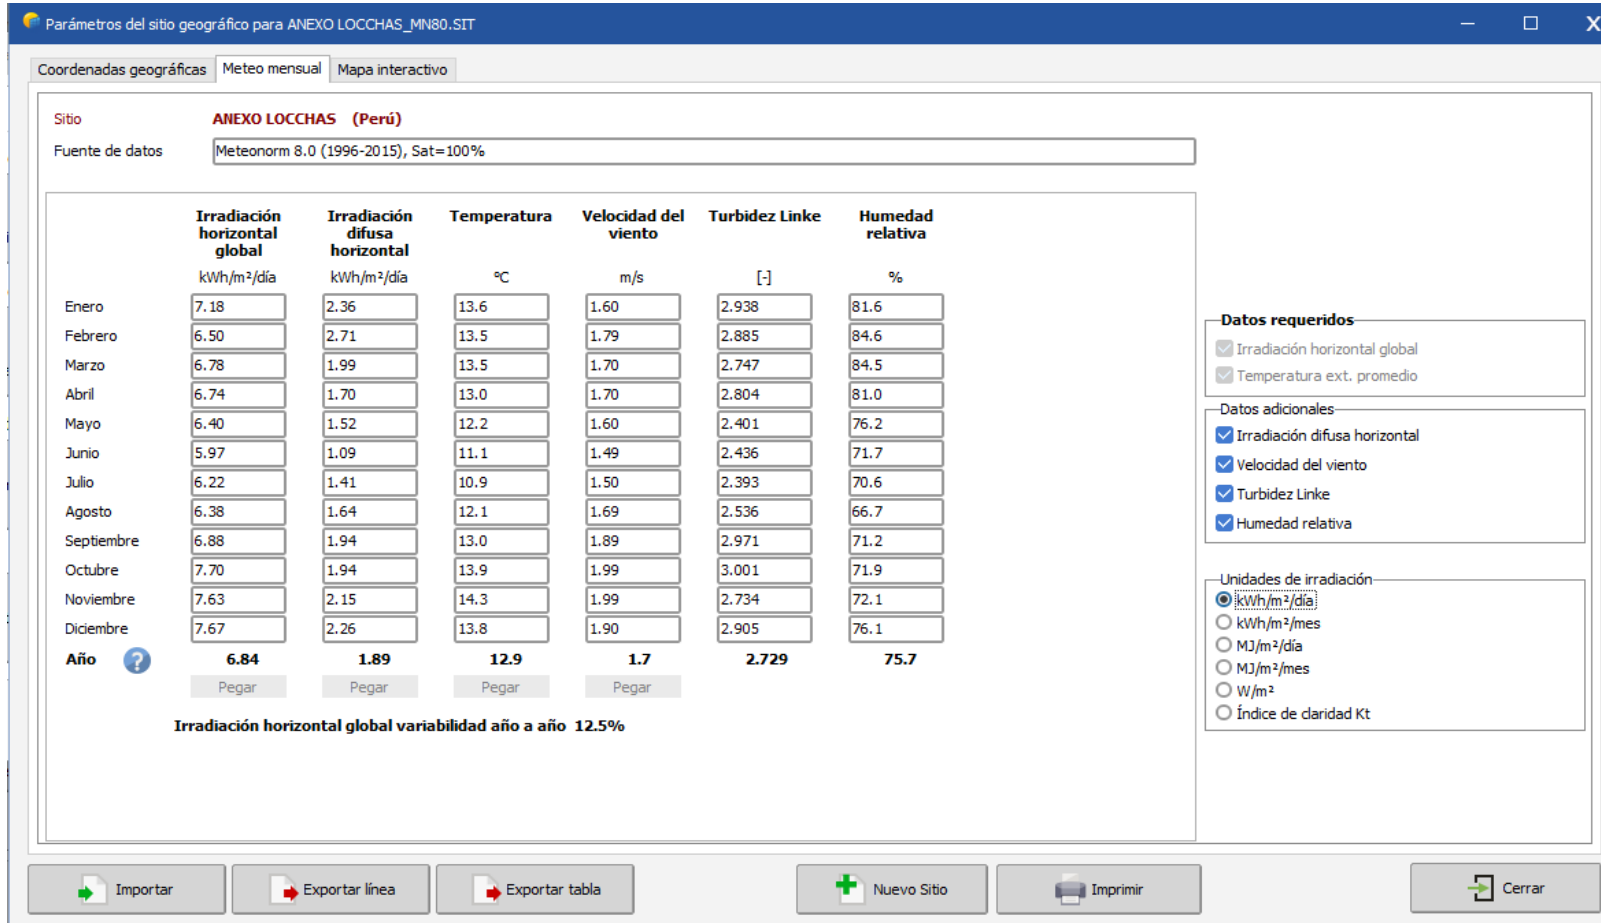 Parámetros del sitio geográfico para ANEXO LOCCHAS_MN80.SIT
Coordenadas geográficas Meteo mensual Mapa interactivo
Sitio ANEXO LOCCHAS (Perú)
Fuente de datos Meteonorm 8.0 (1996-2015), Sat=100%
Irradiación horizontal global Irradiación difusa horizontal Temperatura Velocidad del viento Turbidez Linke Humedad relativa
kWh/m²/día kWh/m²/día ºC m/s [-] %
Enero 7.18 2.36 13.6 1.60 2.938 81.6
Febrero 6.50 2.71 13.5 1.79 2.885 84.6
Marzo 6.78 1.99 13.5 1.70 2.747 84.5
Abril 6.74 1.70 13.0 1.70 2.804 81.0
Mayo 6.40 1.52 12.2 1.60 2.401 76.2
Junio 5.97 1.09 11.1 1.49 2.436 71.7
Julio 6.22 1.41 10.9 1.50 2.393 70.6
Agosto 6.38 1.64 12.1 1.69 2.536 66.7
Septiembre 6.88 1.94 13.0 1.89 2.971 71.2
Octubre 7.70 1.94 13.9 1.99 3.001 71.9
Noviembre 7.63 2.15 14.3 1.99 2.734 72.1
Diciembre 7.67 2.26 13.8 1.90 2.905 76.1
Año ? 6.84 1.89 12.9 1.7 2.729 75.7
Pegar Pegar Pegar Pegar
Irradiación horizontal global variabilidad año a año 12.5%
Datos requeridos
Irradiación horizontal global
Temperatura ext. promedio
Datos adicionales
Irradiación difusa horizontal
Velocidad del viento
Turbidez Linke
Humedad relativa
Unidades de irradiación
kWh/m²/día
kWh/m²/mes
MJ/m²/día
MJ/m²/mes
W/m²
Índice de claridad Kt
Importar Exportar línea Exportar tabla Nuevo Sitio Imprimir Cerrar